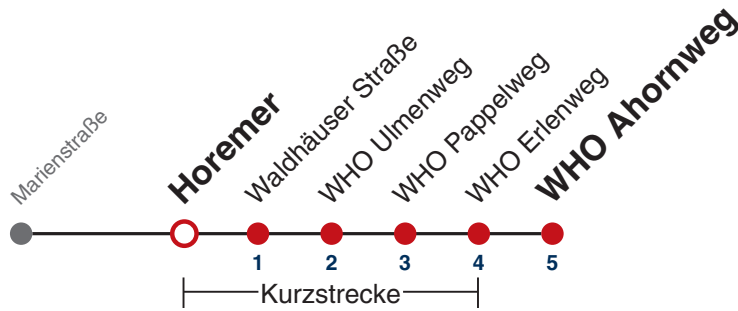 Marienstraße
Horemer
Waldhäuser Straße
WHO Ulmenweg
WHO Pappelweg
WHO Erlenweg
WHO Ahornweg
1 2 3 4 5
Kurzstrecke